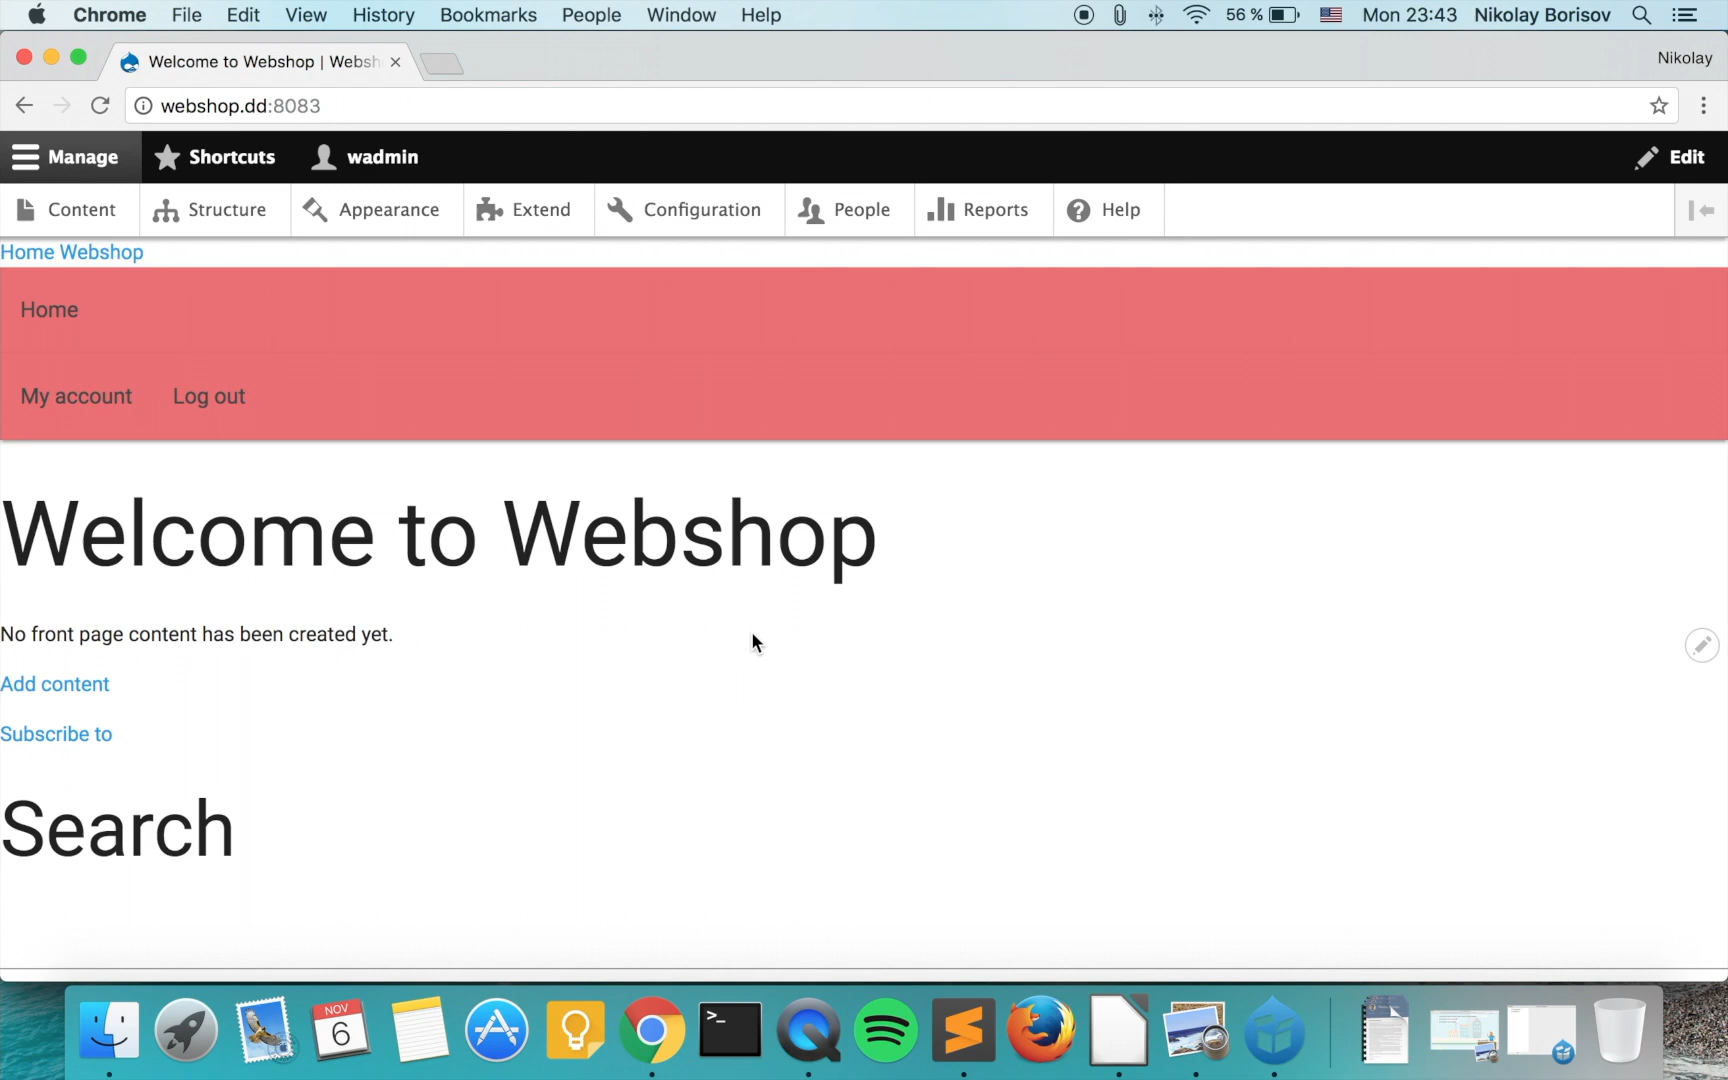 Chrome File Edit View History Bookmarks People Window Help 56 % Mon 23:43 Nikolay Borisov
Welcome to Webshop | Websh Nikolay
webshop.dd:8083
Manage Shortcuts wadmin Edit
Content Structure Appearance Extend Configuration People Reports Help
Home Webshop
Home
My account Log out
Welcome to Webshop
No front page content has been created yet.
Add content
Subscribe to
Search
NOV
6